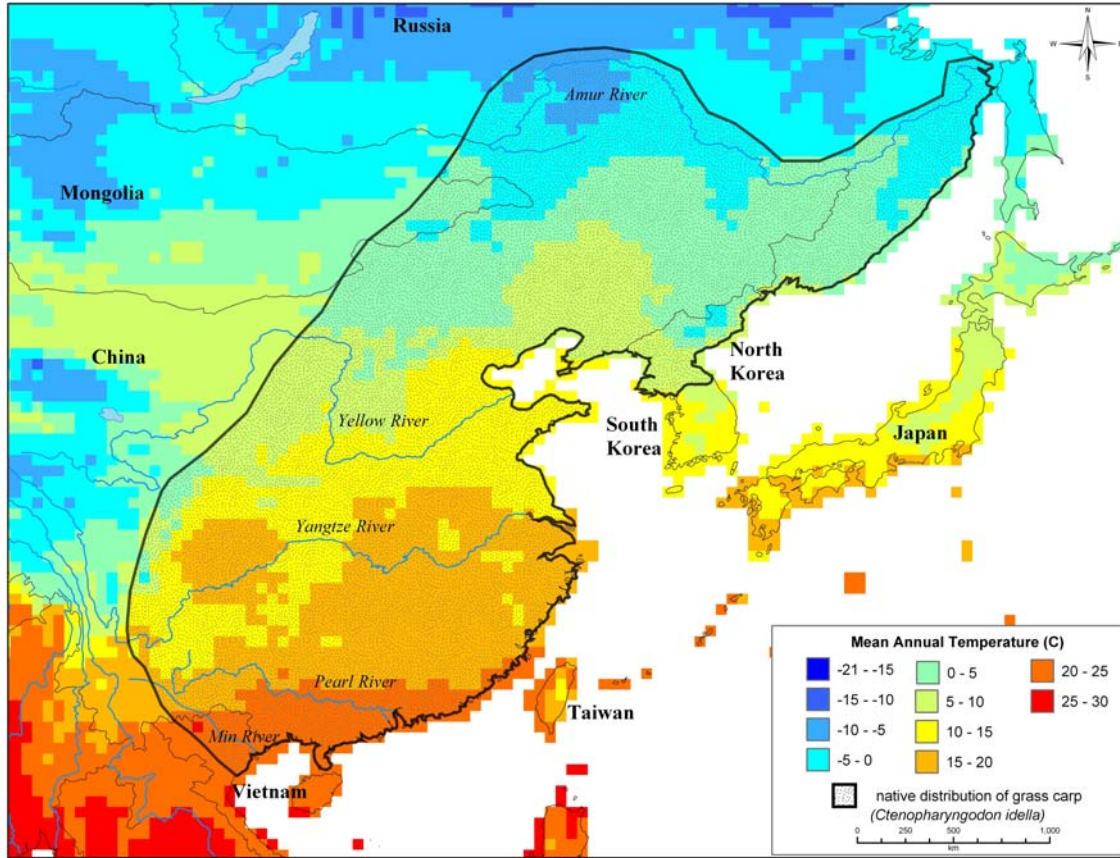 Russia
N
W
E
S
Amur River
Mongolia
China
North
Korea
Yellow River
South
Korea
Japan
Yangtze River
Pearl River
Taiwan
Min River
Vietnam
Mean Annual Temperature (C)
-21 - -15
-15 - -10
-10 - -5
-5 - 0
0 - 5
5 - 10
10 - 15
15 - 20
20 - 25
25 - 30
native distribution of grass carp
(Ctenopharyngodon idella)
0 250 500 1,000
km